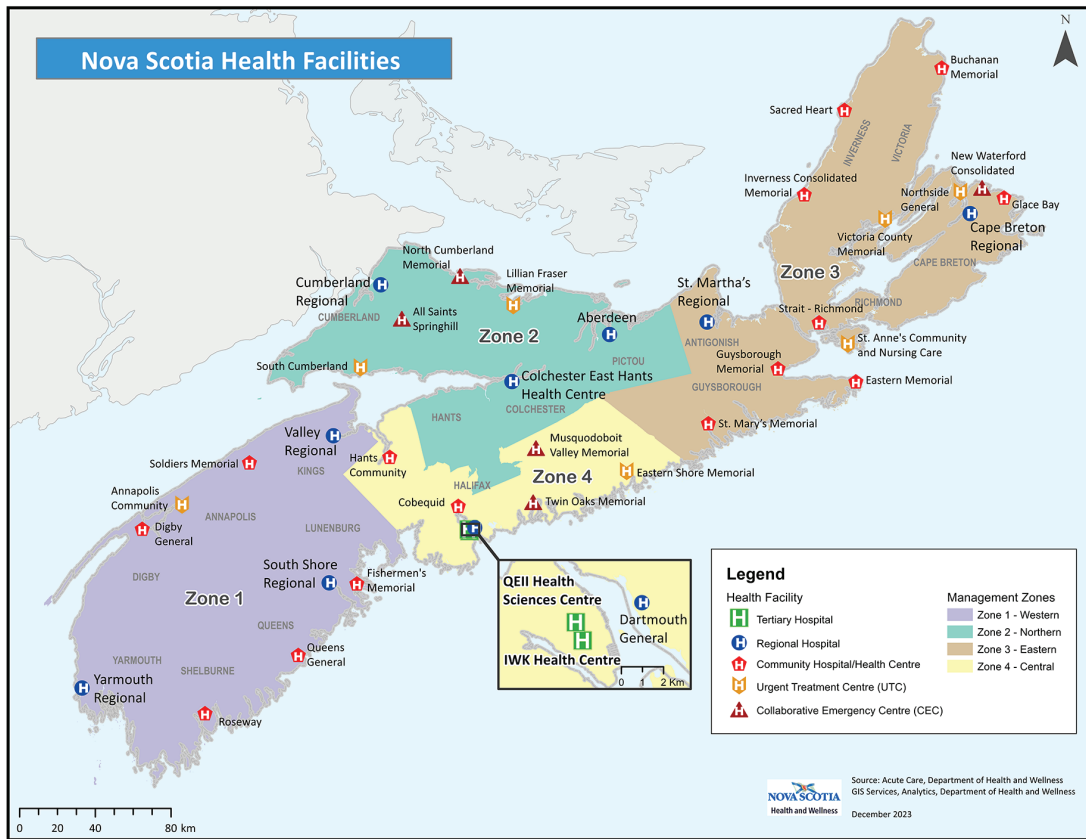 Nova Scotia Health Facilities
N
Buchanan
Memorial
Sacred Heart
INVERNESS
VICTORIA
New Waterford
Consolidated
Inverness Consolidated
Memorial
Northside
General
Glace Bay
Victoria County
Memorial
Cape Breton
Regional
CAPE BRETON
Zone 3
RICHMOND
Strait - Richmond
St. Anne's Community
and Nursing Care
North Cumberland
Memorial
Cumberland
Regional
CUMBERLAND
Lillian Fraser
Memorial
All Saints
Springhill
Zone 2
Aberdeen
St. Martha's
Regional
ANTIGONISH
PICTOU
Guysborough
Memorial
GUYSBOROUGH
Eastern Memorial
South Cumberland
Colchester East Hants
Health Centre
COLCHESTER
HANTS
St. Mary's Memorial
Valley
Regional
Musquodoboit
Valley Memorial
Soldiers Memorial
KINGS
Hants
Community
Zone 4
Eastern Shore Memorial
HALIFAX
Annapolis
Community
Cobequid
Twin Oaks Memorial
ANNAPOLIS
LUNENBURG
Digby
General
DIGBY
South Shore
Regional
Fishermen's
Memorial
Zone 1
QUEENS
Queens
General
YARMOUTH
SHELBURNE
Yarmouth
Regional
Roseway
QEII Health
Sciences Centre
Dartmouth
General
IWK Health Centre
0 1 2 Km
Legend
Health Facility
Tertiary Hospital
Regional Hospital
Community Hospital/Health Centre
Urgent Treatment Centre (UTC)
Collaborative Emergency Centre (CEC)
Management Zones
Zone 1 - Western
Zone 2 - Northern
Zone 3 - Eastern
Zone 4 - Central
0 20 40 80 km
NOVA SCOTIA
Health and Wellness
Source: Acute Care, Department of Health and Wellness
GIS Services, Analytics, Department of Health and Wellness
December 2023